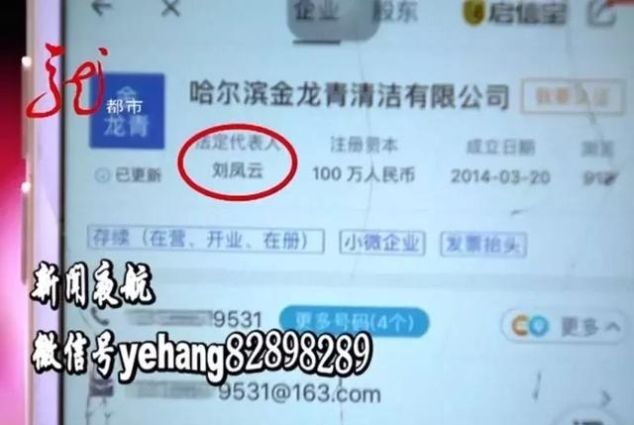 企业
股东
启信宝
龙
都市
金
龙青
哈尔滨金龙青清洁有限公司
法定代表人
注册资本
成立日期
已更新
刘凤云
100 万人民币
2014-03-20
存续（在营、开业、在册）
小微企业
发票抬头
新闻夜航
9531
更多号码(4个)
更多
微信号yehang82898289
9531@163.com